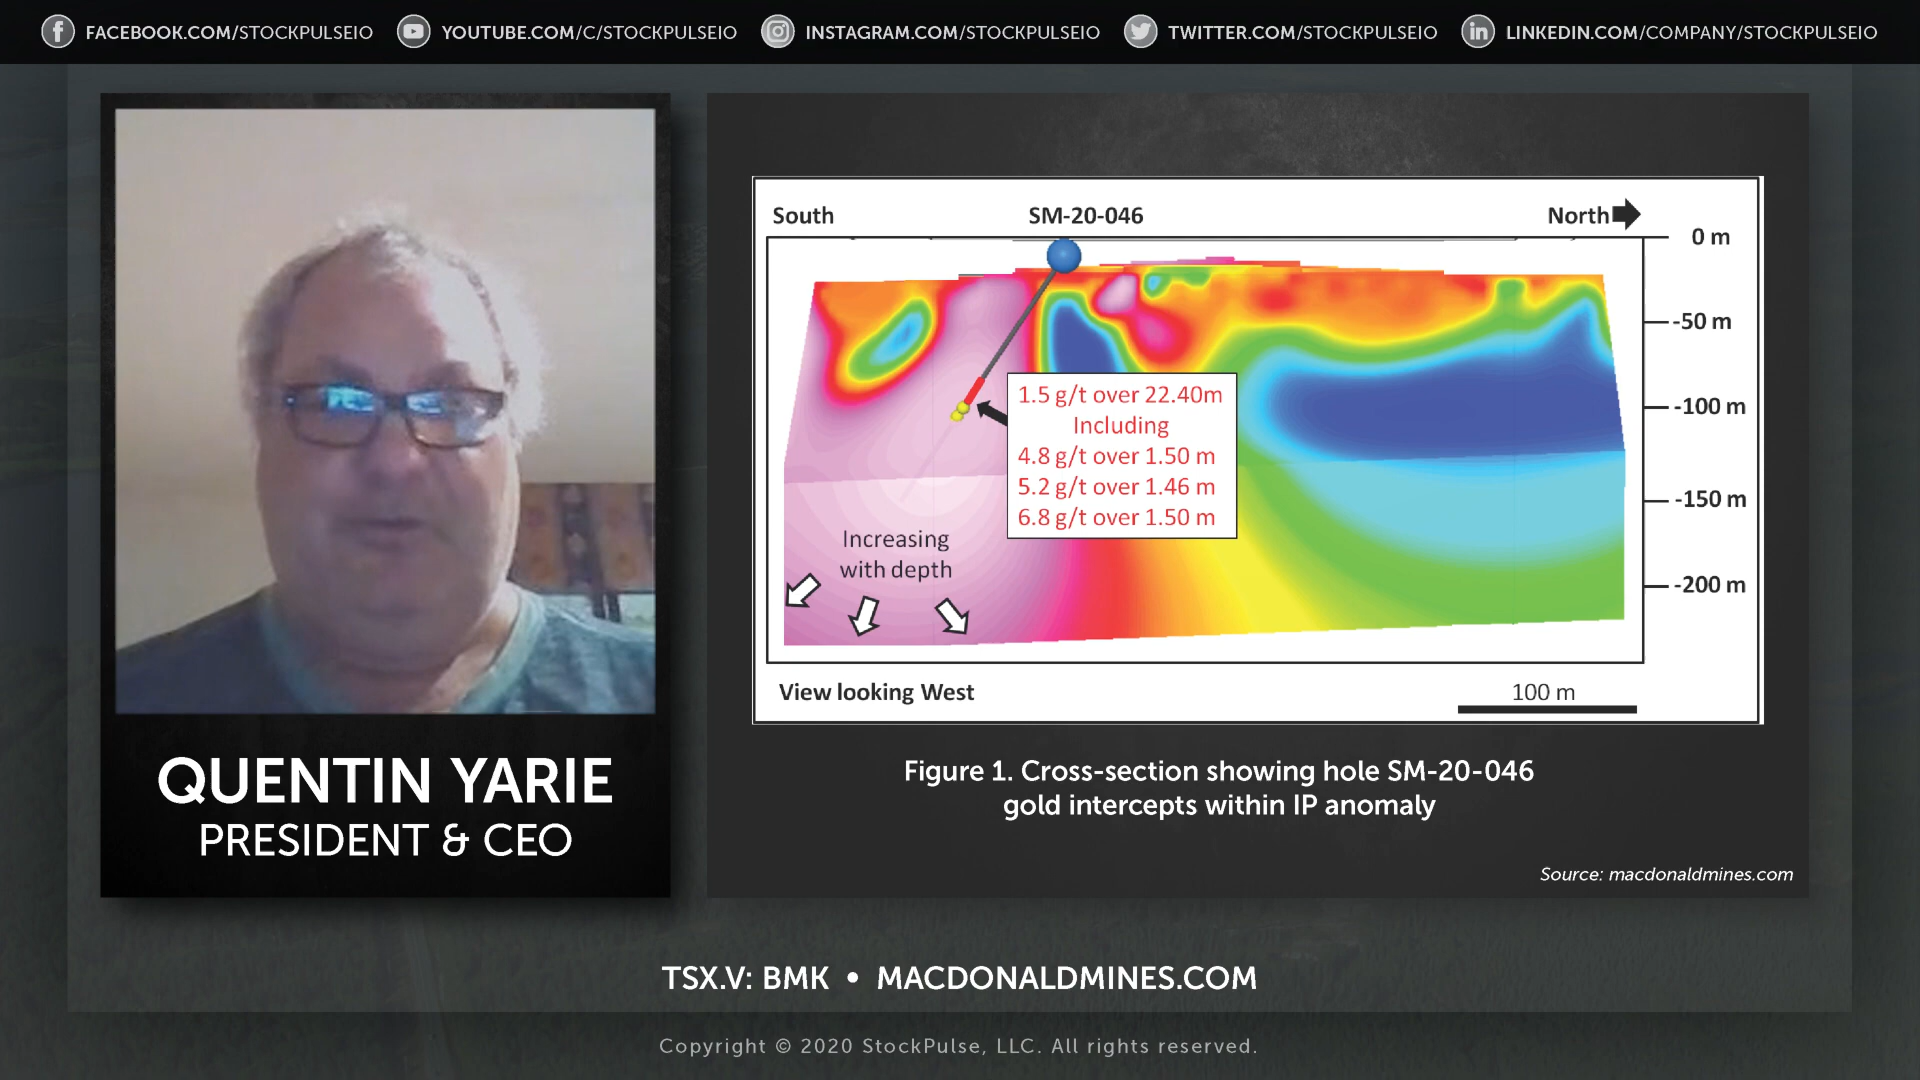 FACEBOOK.COM/STOCKPULSEIO YOUTUBE.COM/C/STOCKPULSEIO INSTAGRAM.COM/STOCKPULSEIO TWITTER.COM/STOCKPULSEIO LINKEDIN.COM/COMPANY/STOCKPULSEIO
QUENTIN YARIE
PRESIDENT & CEO
South SM-20-046 North
0 m
-50 m
-100 m
-150 m
-200 m
1.5 g/t over 22.40m
Including
4.8 g/t over 1.50 m
5.2 g/t over 1.46 m
6.8 g/t over 1.50 m
Increasing
with depth
View looking West
100 m
Figure 1. Cross-section showing hole SM-20-046
gold intercepts within IP anomaly
Source: macdonaldmines.com
TSX.V: BMK • MACDONALDMINES.COM
Copyright © 2020 StockPulse, LLC. All rights reserved.